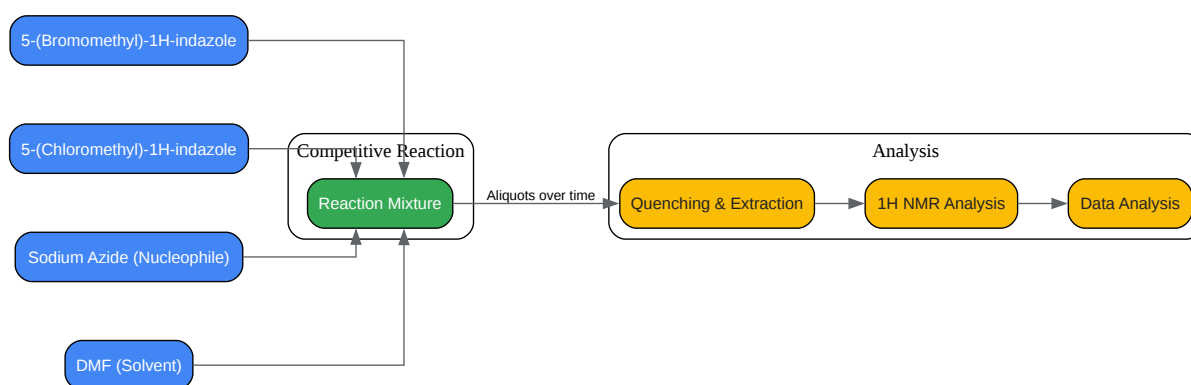 5-(Bromomethyl)-1H-indazole
5-(Chloromethyl)-1H-indazole
Competitive Reaction
Analysis
Reaction Mixture
Aliquots over time
Quenching & Extraction
1H NMR Analysis
Data Analysis
Sodium Azide (Nucleophile)
DMF (Solvent)